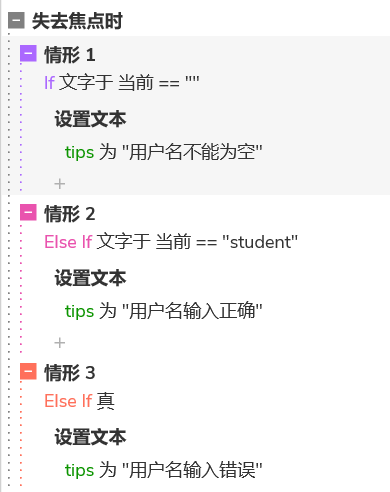 失去焦点时
情形 1
If 文字于 当前 == ""
设置文本
tips 为 "用户名不能为空"
+
情形 2
Else If 文字于 当前 == "student"
设置文本
tips 为 "用户名输入正确"
+
情形 3
Else If 真
设置文本
tips 为 "用户名输入错误"